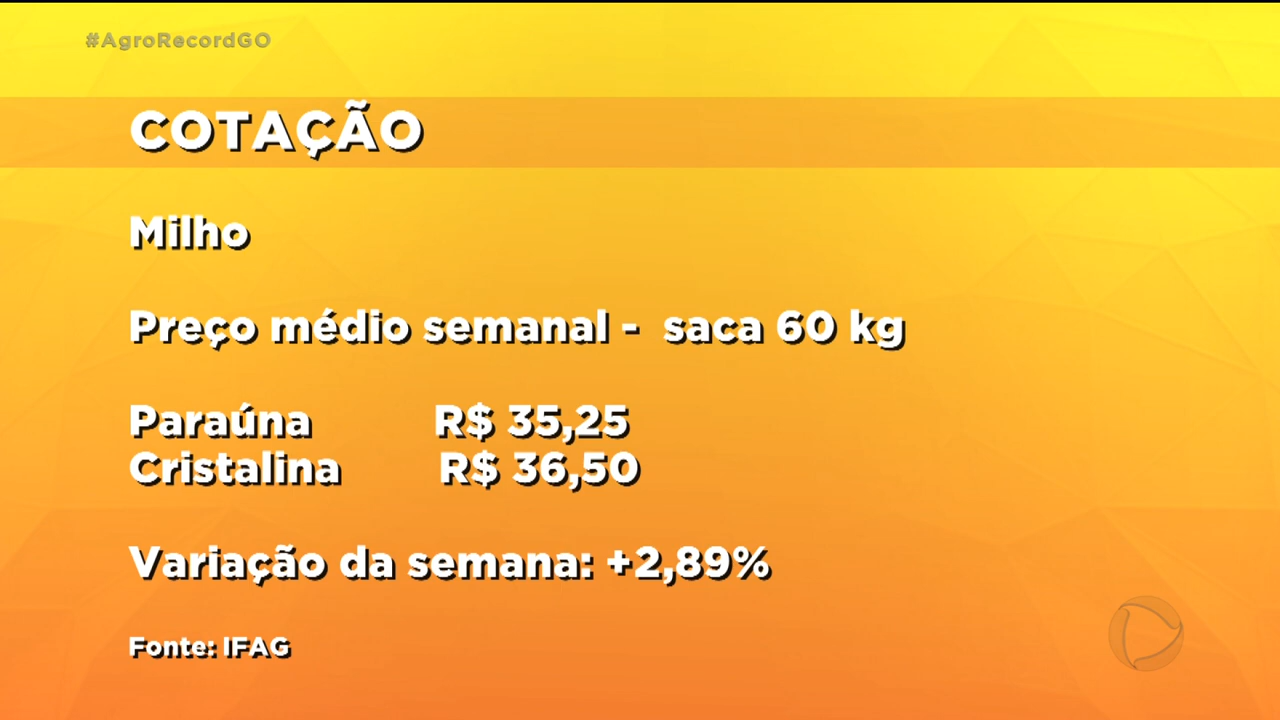 #AgroRecordGO
COTAÇÃO
Milho
Preço médio semanal - saca 60 kg
Paraúna R$ 35,25
Cristalina R$ 36,50
Variação da semana: +2,89%
Fonte: IFAG